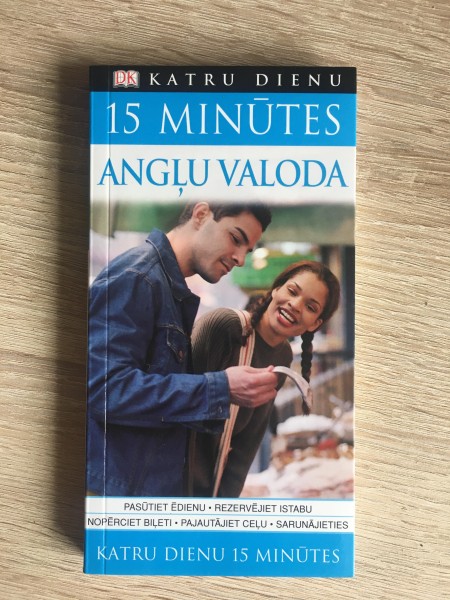 DK KATRU DIENU
15 MINŪTES
ANGĻU VALODA
PASŪTIET ĒDIENU • REZERVĒJIET ISTABU
NOPĒRCIET BIĻETI • PAJAUTĀJIET CEĻU • SARUNĀJIETIES
KATRU DIENU 15 MINŪTES